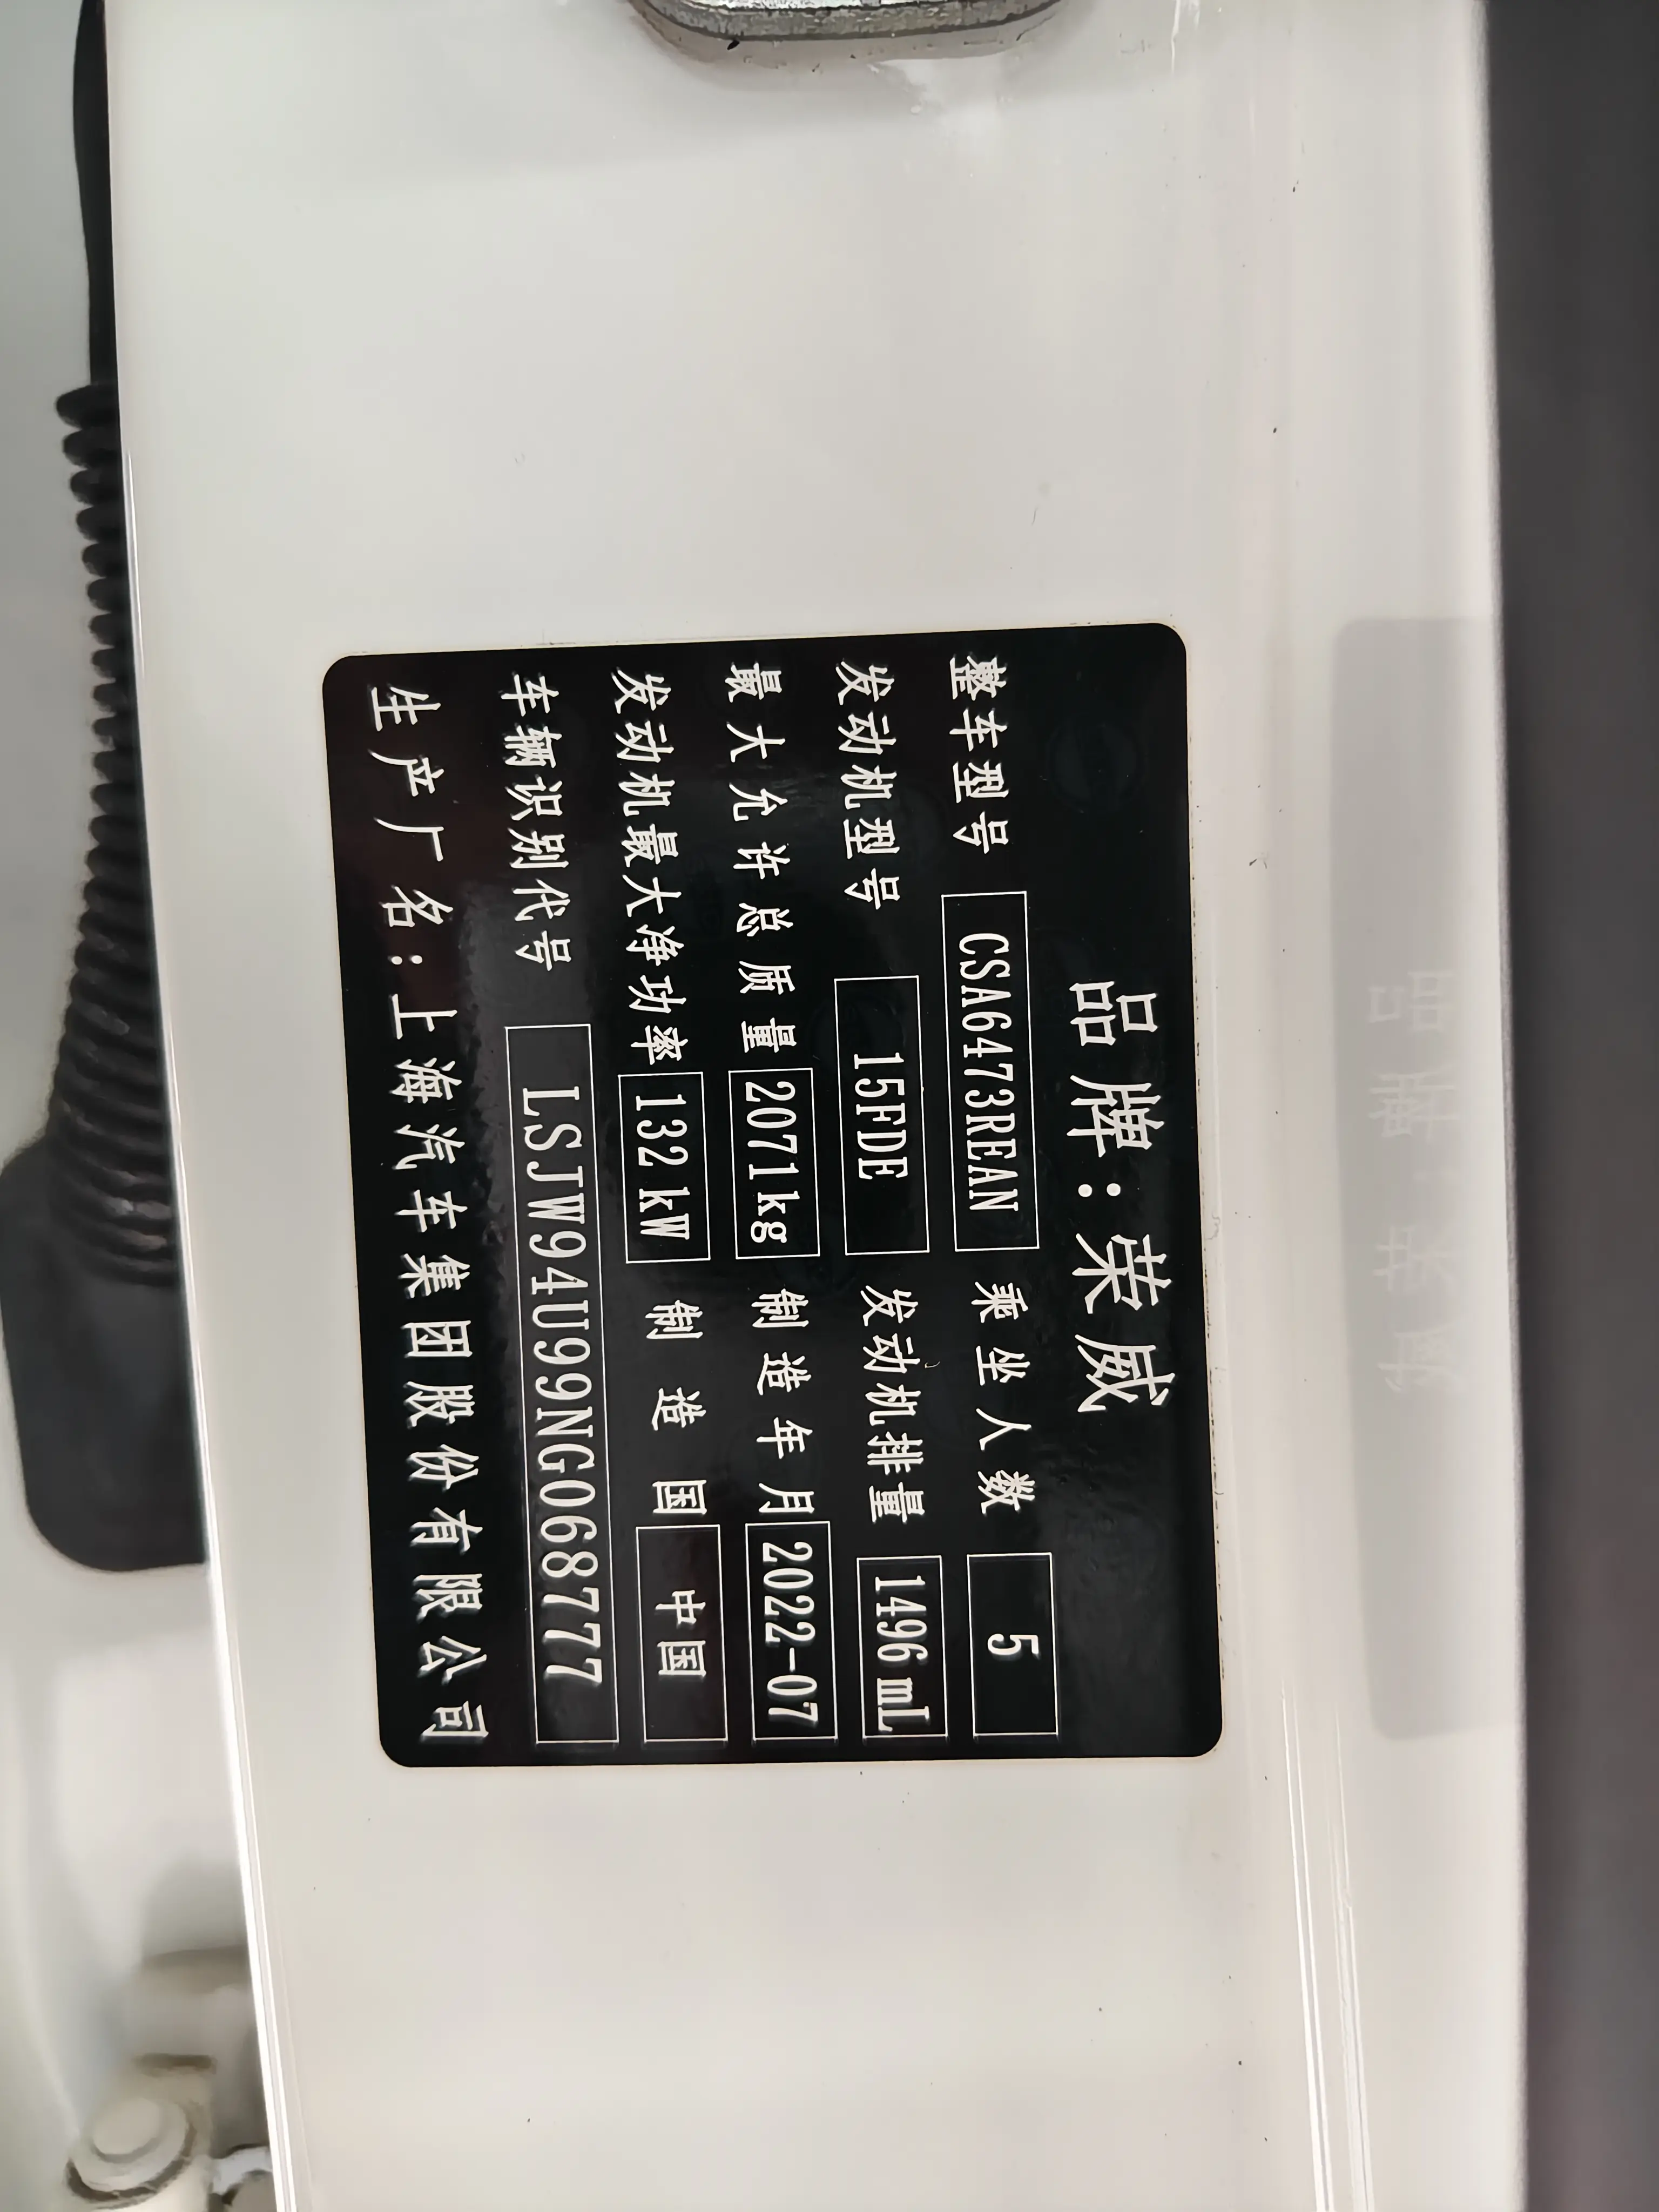 品牌:荣威
整车型号 CSA6473REAN 乘坐人数 5
发动机型号 15FDE 发动机排量 1496 mL
最大允许总质量 2071 kg 制造年月 2022-07
发动机最大净功率 132 kW 制造国 中国
车辆识别代号 LSJW94U99NG068777
生产厂名:上海汽车集团股份有限公司